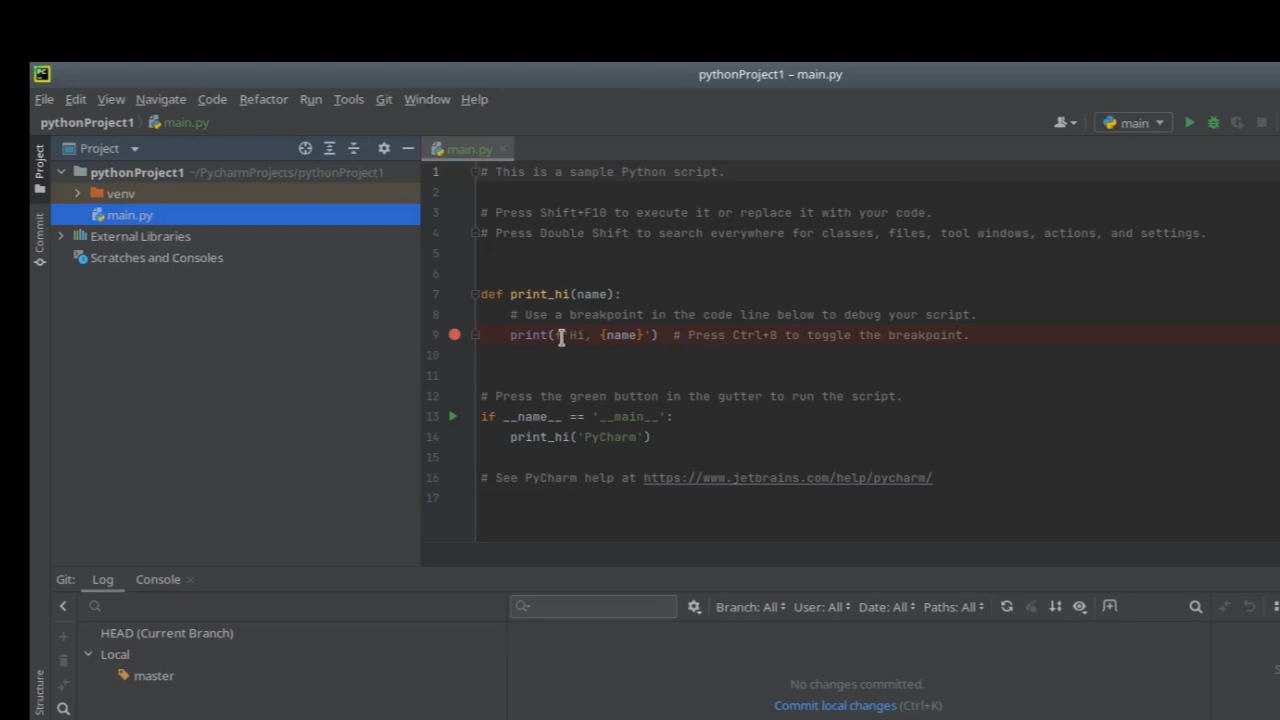 PC
pythonProject1 – main.py
File Edit View Navigate Code Refactor Run Tools Git Window Help
pythonProject1 main.py
main
Project
main.py
pythonProject1 ~/PycharmProjects/pythonProject1
venv
main.py
External Libraries
Scratches and Consoles
Project
Commit
Structure
1 # This is a sample Python script.
2
3 # Press Shift+F10 to execute it or replace it with your code.
4 # Press Double Shift to search everywhere for classes, files, tool windows, actions, and settings.
5
6
7 def print_hi(name):
8 # Use a breakpoint in the code line below to debug your script.
9 print(f'Hi, {name}') # Press Ctrl+8 to toggle the breakpoint.
10
11
12 # Press the green button in the gutter to run the script.
13 if __name__ == '__main__':
14 print_hi('PyCharm')
15
16 # See PyCharm help at https://www.jetbrains.com/help/pycharm/
17
Git: Log Console
Branch: All User: All Date: All Paths: All
HEAD (Current Branch)
Local
master
No changes committed.
Commit local changes (Ctrl+K)